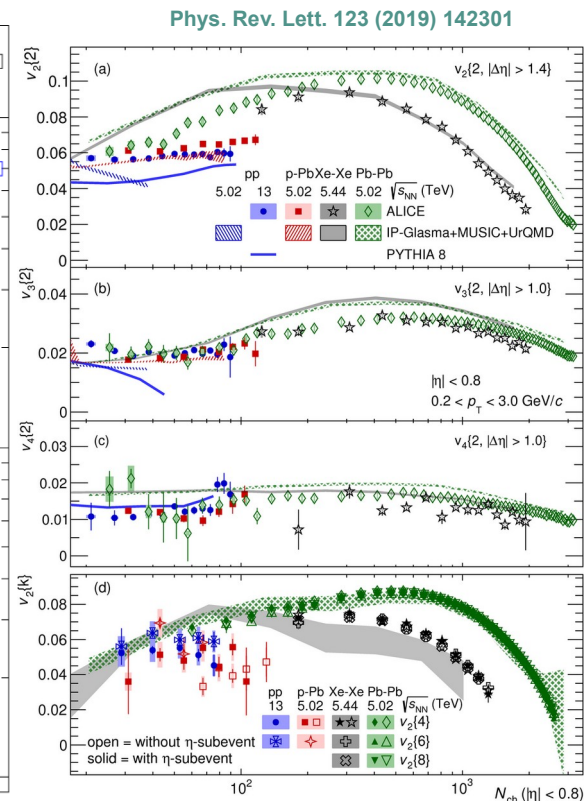 Phys. Rev. Lett. 123 (2019) 142301
v₂{2}
(a)
v₂{2, |Δη| > 1.4}
0.1
0.08
0.06
0.04
0.02
0
pp p-Pb Xe-Xe Pb-Pb
5.02 13 5.02 5.44 5.02 √sNN (TeV)
ALICE
IP-Glasma+MUSIC+UrQMD
PYTHIA 8
v₃{2}
(b)
v₃{2, |Δη| > 1.0}
0.04
0.02
0
|η| < 0.8
0.2 < pT < 3.0 GeV/c
v₄{2}
(c)
v₄{2, |Δη| > 1.0}
0.03
0.02
0.01
0
v₂{k}
(d)
0.08
0.06
0.04
0.02
0
pp p-Pb Xe-Xe Pb-Pb
13 5.02 5.44 5.02 √sNN (TeV)
v₂{4}
v₂{6}
v₂{8}
open = without η-subevent
solid = with η-subevent
10² 10³
Nch (|η| < 0.8)